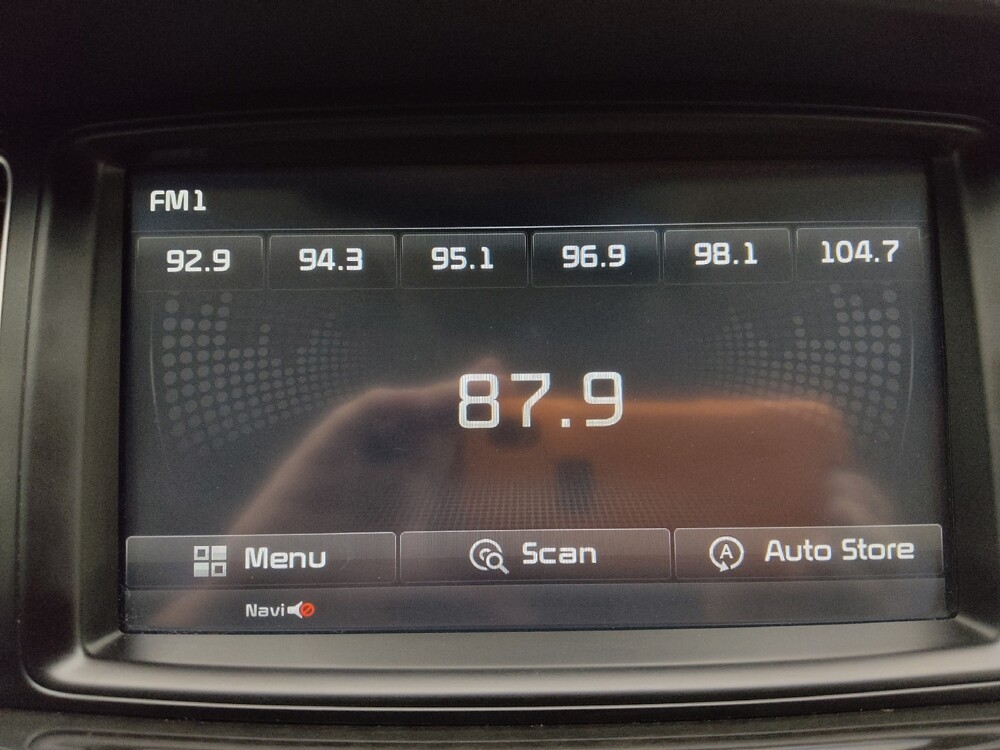 FM1
92.9 94.3 95.1 96.9 98.1 104.7
87.9
Menu Scan A Auto Store
Navi